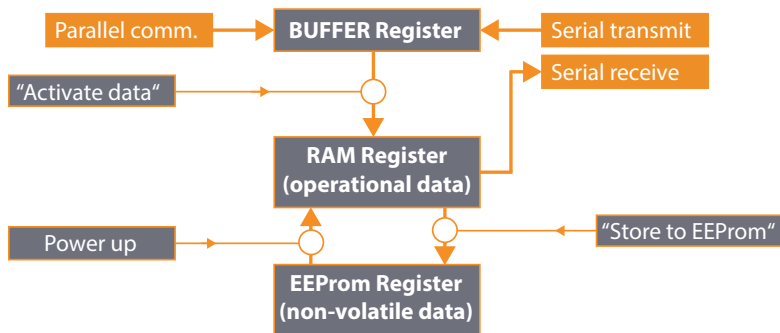 Parallel comm.
BUFFER Register
Serial transmit
Serial receive
“Activate data“
RAM Register
(operational data)
Power up
“Store to EEProm“
EEProm Register
(non-volatile data)